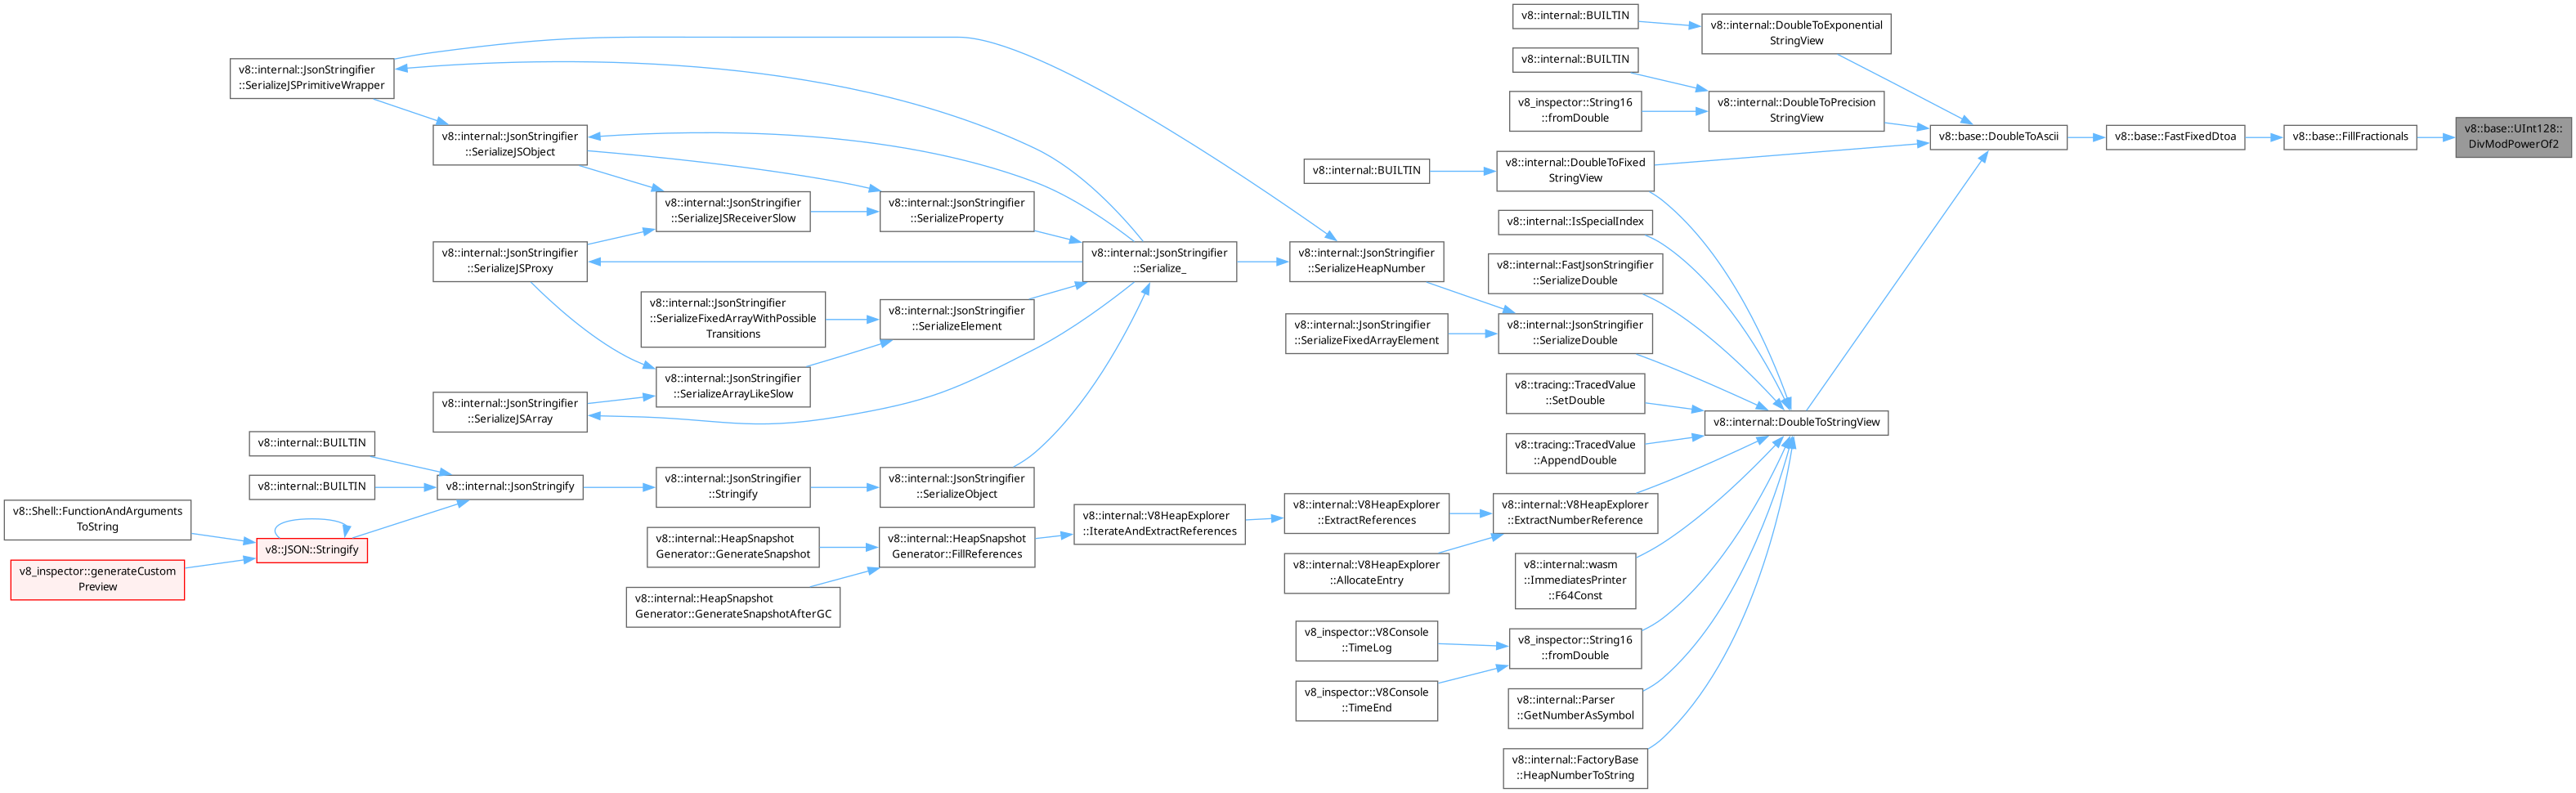 v8::internal::BUILTIN
v8::internal::DoubleToExponential
StringView
v8::internal::BUILTIN
v8::internal::JsonStringifier
::SerializeJSPrimitiveWrapper
v8_inspector::String16
::fromDouble
v8::internal::DoubleToPrecision
StringView
v8::base::DoubleToAscii
v8::base::FastFixedDtoa
v8::base::FillFractionals
v8::base::UInt128::
DivModPowerOf2
v8::internal::JsonStringifier
::SerializeJSObject
v8::internal::BUILTIN
v8::internal::DoubleToFixed
StringView
v8::internal::JsonStringifier
::SerializeJSReceiverSlow
v8::internal::JsonStringifier
::SerializeProperty
v8::internal::IsSpecialIndex
v8::internal::JsonStringifier
::SerializeJSProxy
v8::internal::JsonStringifier
::Serialize_
v8::internal::JsonStringifier
::SerializeHeapNumber
v8::internal::FastJsonStringifier
::SerializeDouble
v8::internal::JsonStringifier
::SerializeFixedArrayWithPossible
Transitions
v8::internal::JsonStringifier
::SerializeElement
v8::internal::JsonStringifier
::SerializeFixedArrayElement
v8::internal::JsonStringifier
::SerializeDouble
v8::internal::JsonStringifier
::SerializeArrayLikeSlow
v8::tracing::TracedValue
::SetDouble
v8::internal::JsonStringifier
::SerializeJSArray
v8::internal::DoubleToStringView
v8::internal::BUILTIN
v8::tracing::TracedValue
::AppendDouble
v8::internal::BUILTIN
v8::internal::JsonStringify
v8::internal::JsonStringifier
::Stringify
v8::internal::JsonStringifier
::SerializeObject
v8::Shell::FunctionAndArguments
ToString
v8::internal::V8HeapExplorer
::IterateAndExtractReferences
v8::internal::V8HeapExplorer
::ExtractReferences
v8::internal::V8HeapExplorer
::ExtractNumberReference
v8::JSON::Stringify
v8::internal::HeapSnapshot
Generator::GenerateSnapshot
v8::internal::HeapSnapshot
Generator::FillReferences
v8::internal::V8HeapExplorer
::AllocateEntry
v8_inspector::generateCustom
Preview
v8::internal::wasm
::ImmediatesPrinter
::F64Const
v8::internal::HeapSnapshot
Generator::GenerateSnapshotAfterGC
v8_inspector::V8Console
::TimeLog
v8_inspector::String16
::fromDouble
v8_inspector::V8Console
::TimeEnd
v8::internal::Parser
::GetNumberAsSymbol
v8::internal::FactoryBase
::HeapNumberToString